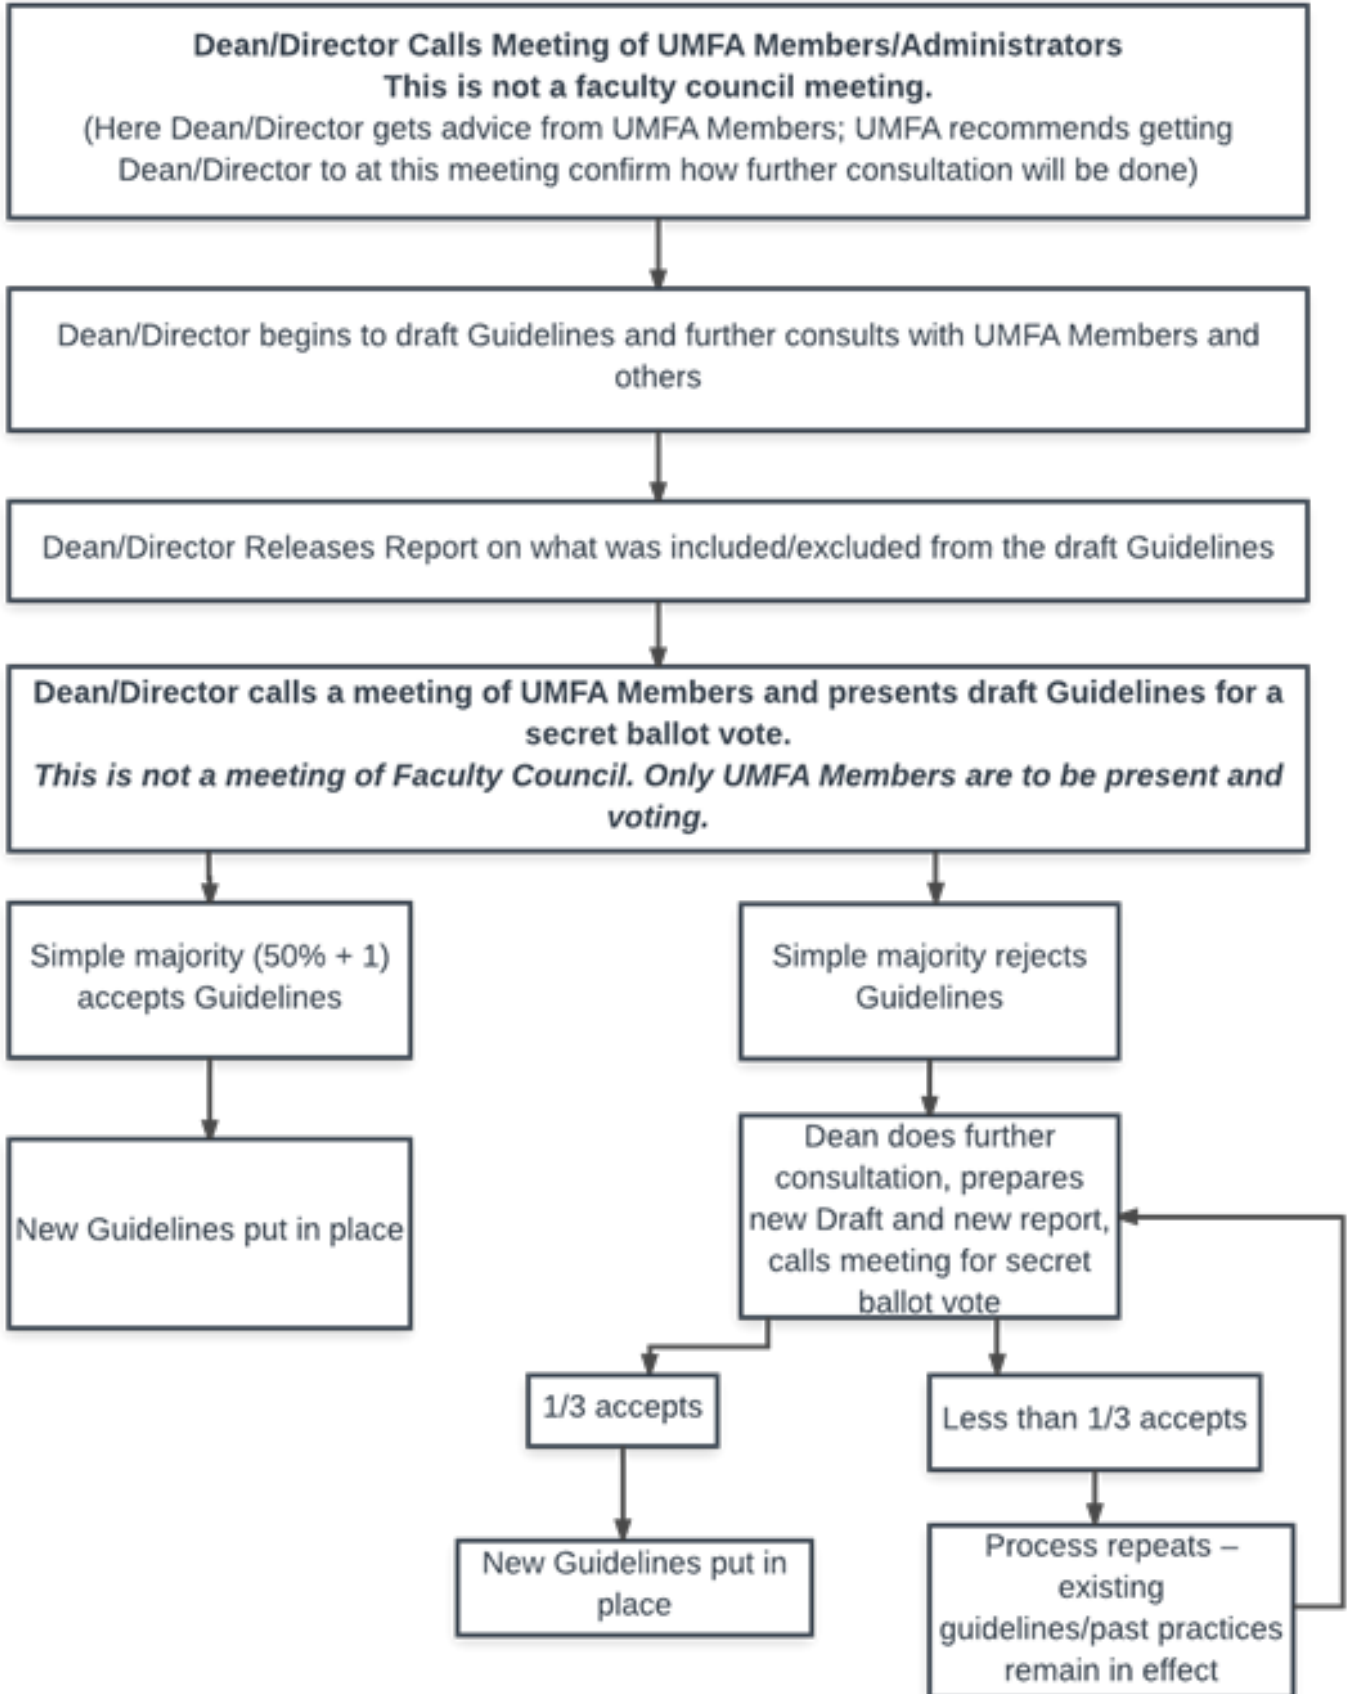 Dean/Director Calls Meeting of UMFA Members/Administrators
This is not a faculty council meeting.
(Here Dean/Director gets advice from UMFA Members; UMFA recommends getting
Dean/Director to at this meeting confirm how further consultation will be done)
Dean/Director begins to draft Guidelines and further consults with UMFA Members and
others
Dean/Director Releases Report on what was included/excluded from the draft Guidelines
Dean/Director calls a meeting of UMFA Members and presents draft Guidelines for a
secret ballot vote.
This is not a meeting of Faculty Council. Only UMFA Members are to be present and
voting.
Simple majority (50% + 1)
accepts Guidelines
New Guidelines put in place
Simple majority rejects
Guidelines
Dean does further
consultation, prepares
new Draft and new report,
calls meeting for secret
ballot vote
1/3 accepts
New Guidelines put in
place
Less than 1/3 accepts
Process repeats –
existing
guidelines/past practices
remain in effect